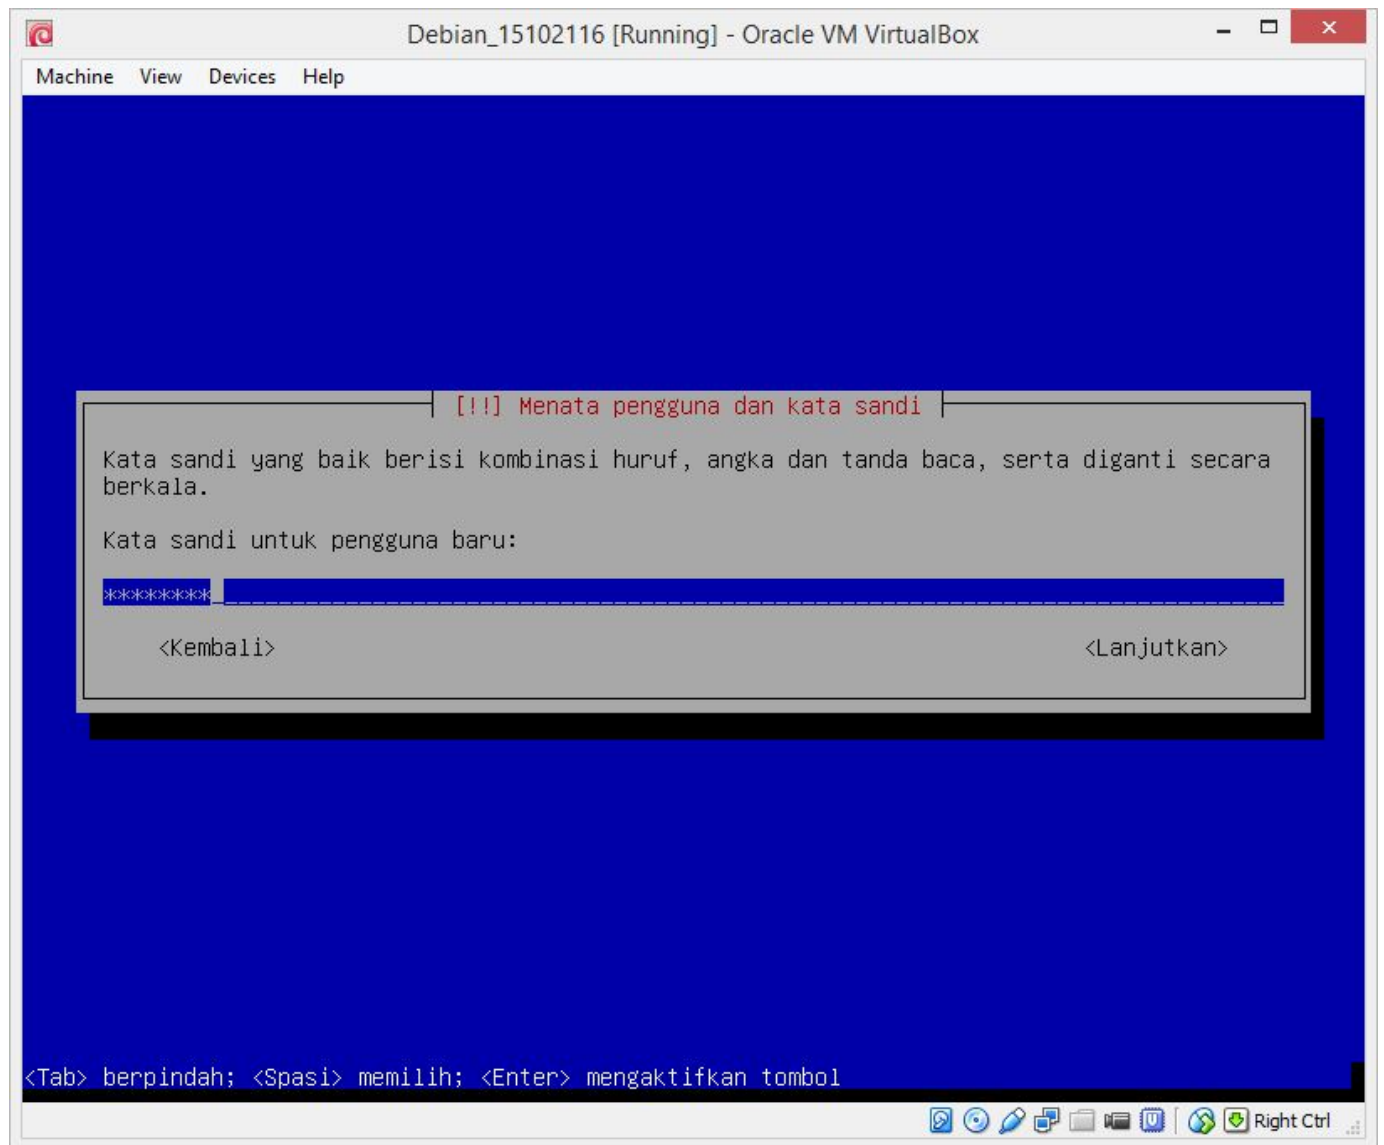 Debian_15102116 [Running] - Oracle VM VirtualBox
Machine View Devices Help
[!!] Menata pengguna dan kata sandi
Kata sandi yang baik berisi kombinasi huruf, angka dan tanda baca, serta diganti secara
berkala.
Kata sandi untuk pengguna baru:
********
<Kembali> <Lanjutkan>
<Tab> berpindah; <Spasi> memilih; <Enter> mengaktifkan tombol
Right Ctrl